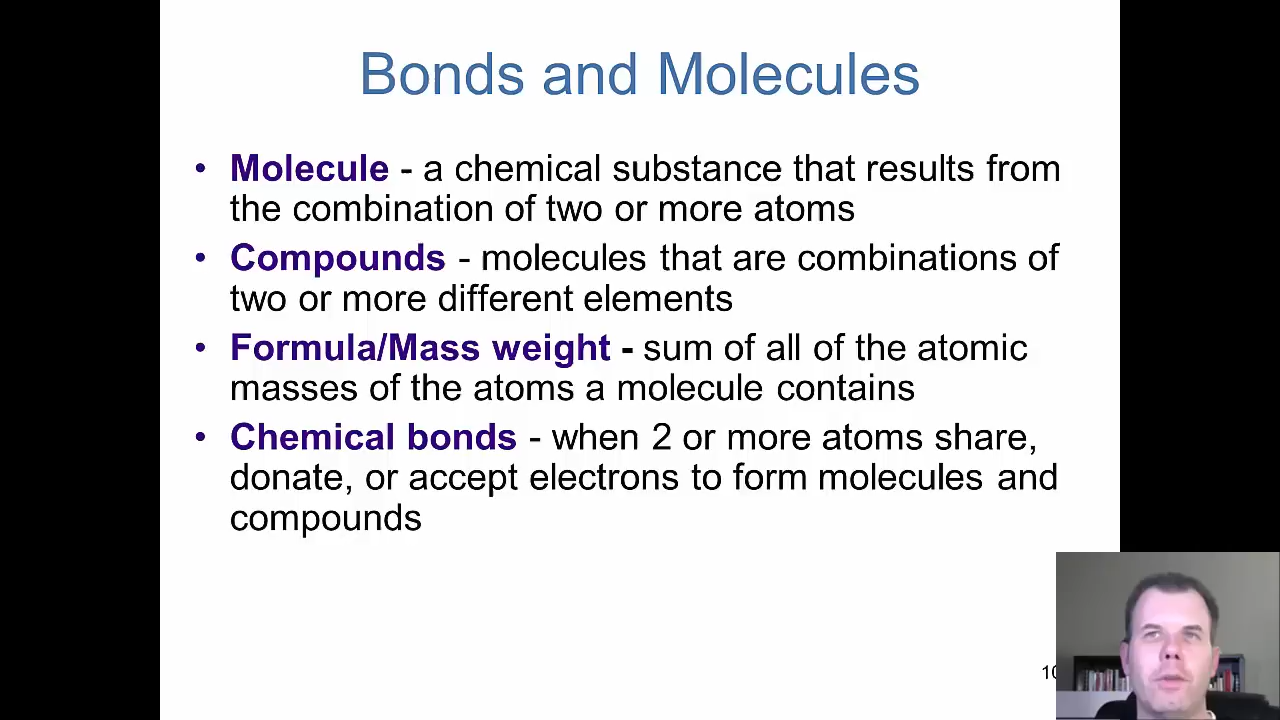 Bonds and Molecules
• Molecule - a chemical substance that results from
the combination of two or more atoms
• Compounds - molecules that are combinations of
two or more different elements
• Formula/Mass weight - sum of all of the atomic
masses of the atoms a molecule contains
• Chemical bonds - when 2 or more atoms share,
donate, or accept electrons to form molecules and
compounds